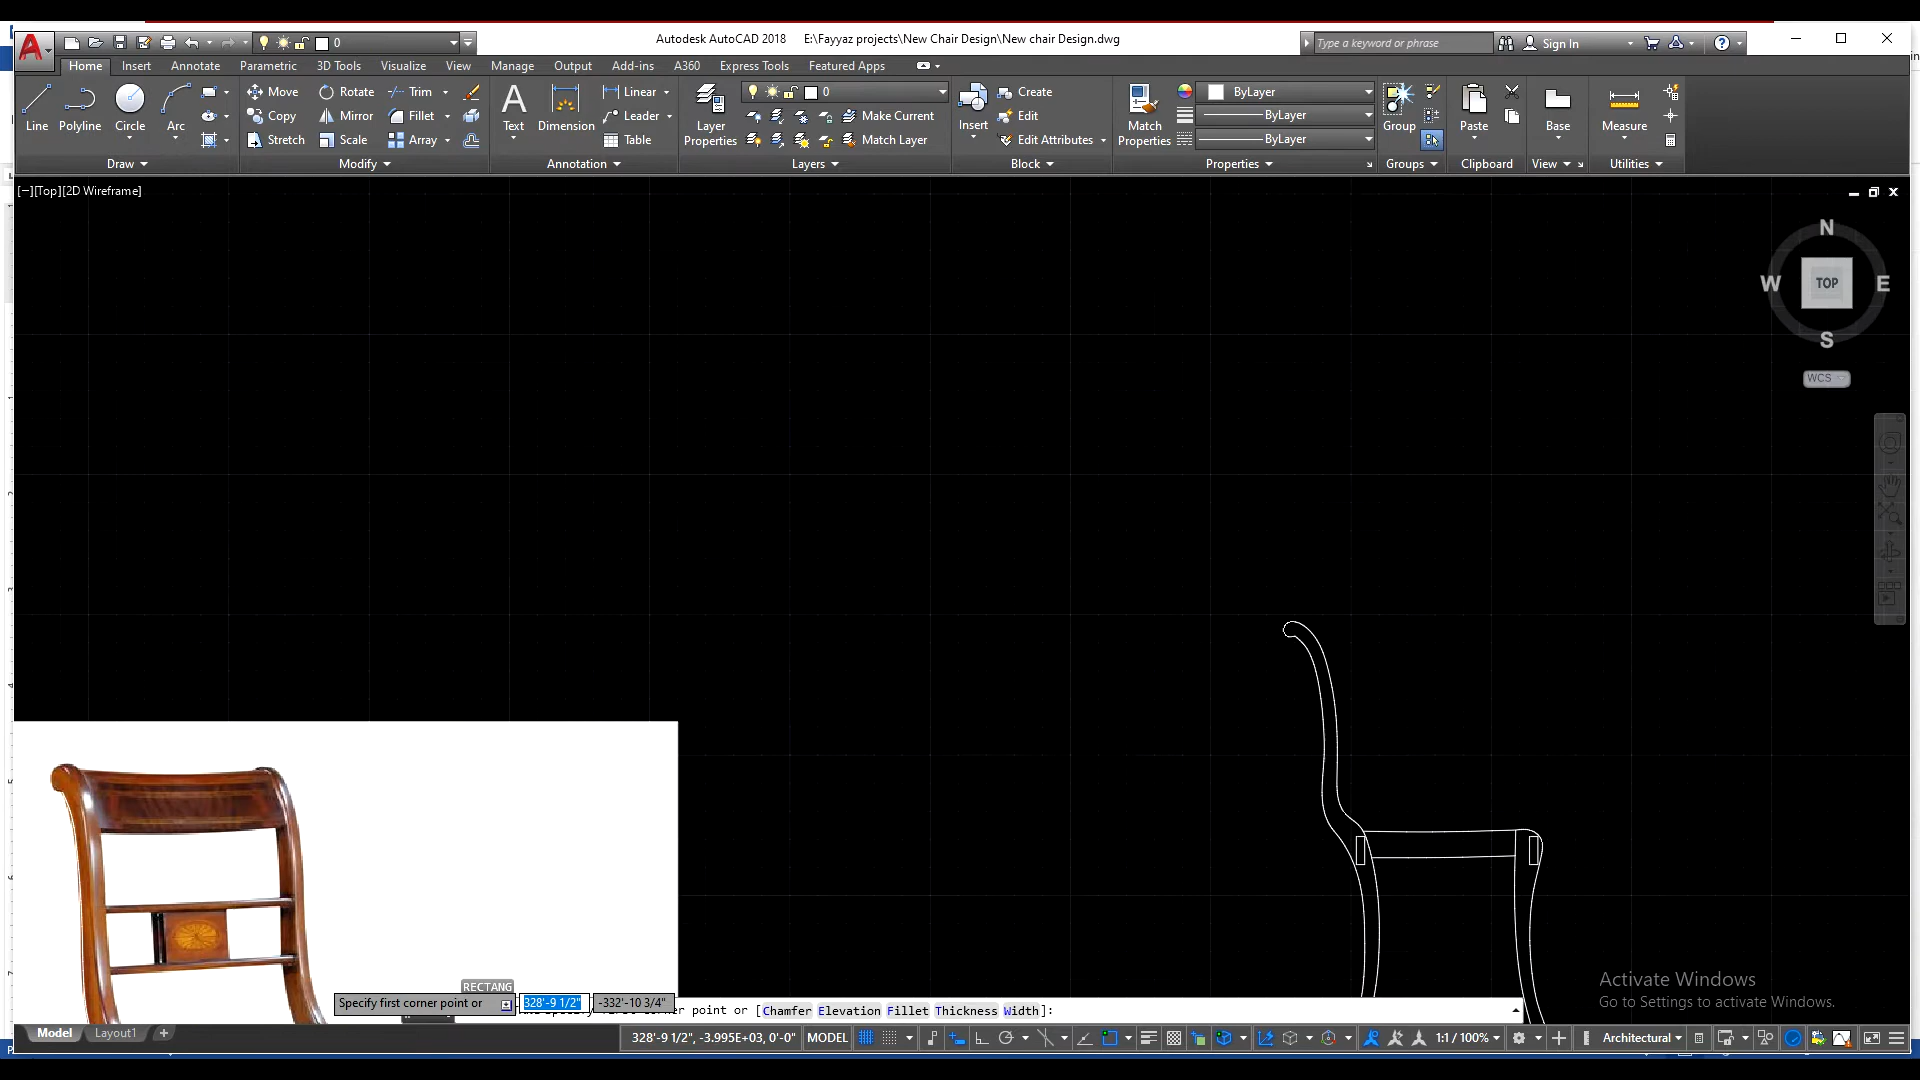 Autodesk AutoCAD 2018 E:\Fayyaz projects\New Chair Design\New chair Design.dwg
0
Type a keyword or phrase
Sign In
Home Insert Annotate Parametric 3D Tools Visualize View Manage Output Add-ins A360 Express Tools Featured Apps
Line
Polyline
Circle
Arc
Draw
Move
Rotate
Trim
Copy
Mirror
Fillet
Stretch
Scale
Array
Modify
Text
Dimension
Linear
Leader
Table
Annotation
Layer
Properties
0
Make Current
Match Layer
Layers
Insert
Create
Edit
Edit Attributes
Block
Match
Properties
ByLayer
ByLayer
ByLayer
Properties
Group
Groups
Paste
Clipboard
Base
View
Measure
Utilities
[−][Top][2D Wireframe]
N
W
TOP
E
S
WCS
Activate Windows
Go to Settings to activate Windows.
RECTANG
Specify first corner point or
328'-9 1/2"
-332'-10 3/4"
corner point or [Chamfer Elevation Fillet Thickness Width]:
Model
Layout1
328'-9 1/2", -3.995E+03, 0'-0"
MODEL
1:1 / 100%
Architectural